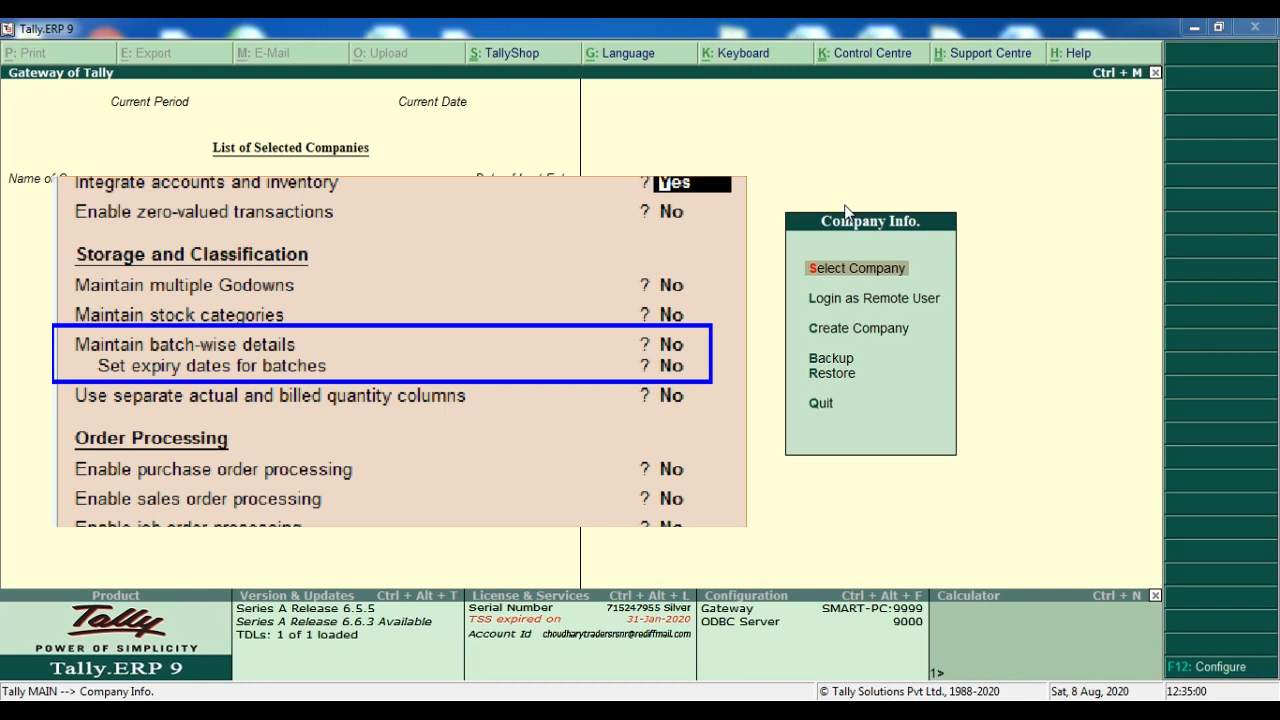 Tally.ERP 9
P: Print E: Export M: E-Mail O: Upload S: TallyShop G: Language K: Keyboard K: Control Centre H: Support Centre H: Help
Gateway of Tally Ctrl + M
Current Period Current Date
List of Selected Companies
Name of
Integrate accounts and inventory ? Yes
Enable zero-valued transactions ? No
Storage and Classification
Maintain multiple Godowns ? No
Maintain stock categories ? No
Maintain batch-wise details ? No
Set expiry dates for batches ? No
Use separate actual and billed quantity columns ? No
Order Processing
Enable purchase order processing ? No
Enable sales order processing ? No
Enable job order processing ? No
Company Info.
Select Company
Login as Remote User
Create Company
Backup
Restore
Quit
Product
Tally
POWER OF SIMPLICITY
Tally.ERP 9
Version & Updates Ctrl + Alt + T
Series A Release 6.5.5
Series A Release 6.6.3 Available
TDLs: 1 of 1 loaded
License & Services Ctrl + Alt + L
Serial Number 715247955 Silver
TSS expired on 31-Jan-2020
Account Id choudharytradersrsnr@rediffmail.com
Configuration Ctrl + Alt + F
Gateway SMART-PC:9999
ODBC Server 9000
Calculator Ctrl + N
1>
F12: Configure
Tally MAIN --> Company Info. © Tally Solutions Pvt Ltd., 1988-2020 Sat, 8 Aug, 2020 12:35:00